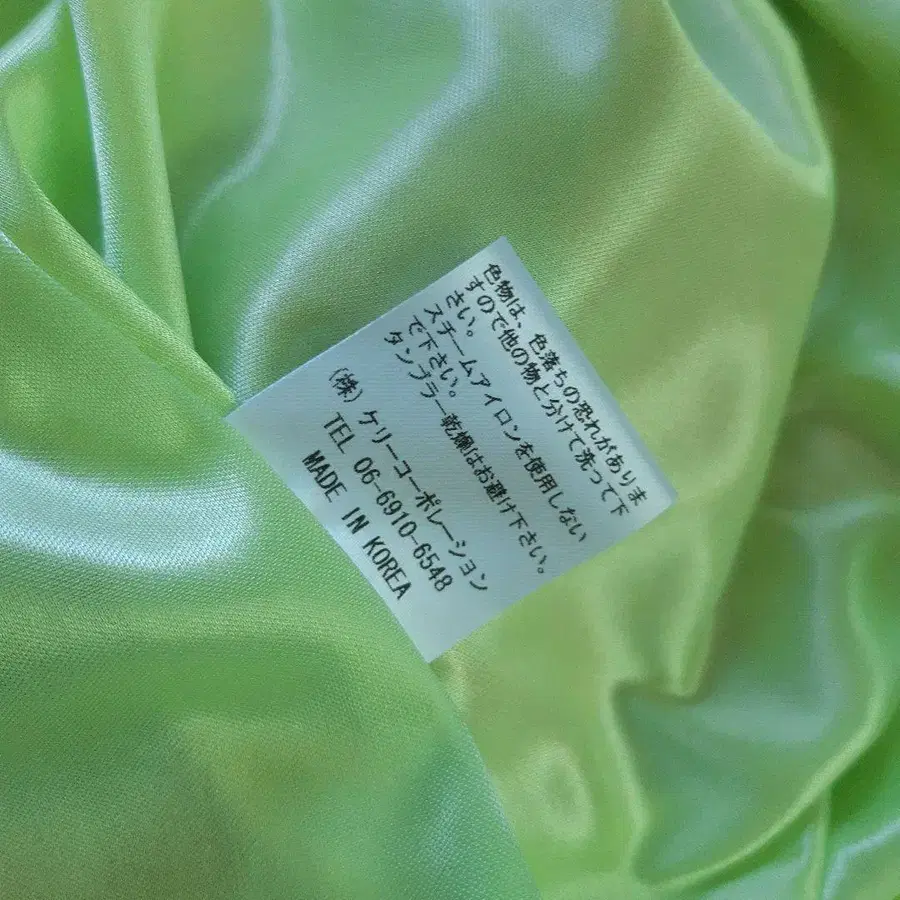 色物は、色落ちの恐れがありま
すので他の物と分けて洗って下
さい。
スチームアイロンを使用しない
で下さい。
タンブラー乾燥はお避け下さい。
(株) ケリーコーポレーション
TEL 06-6910-6548
MADE IN KOREA